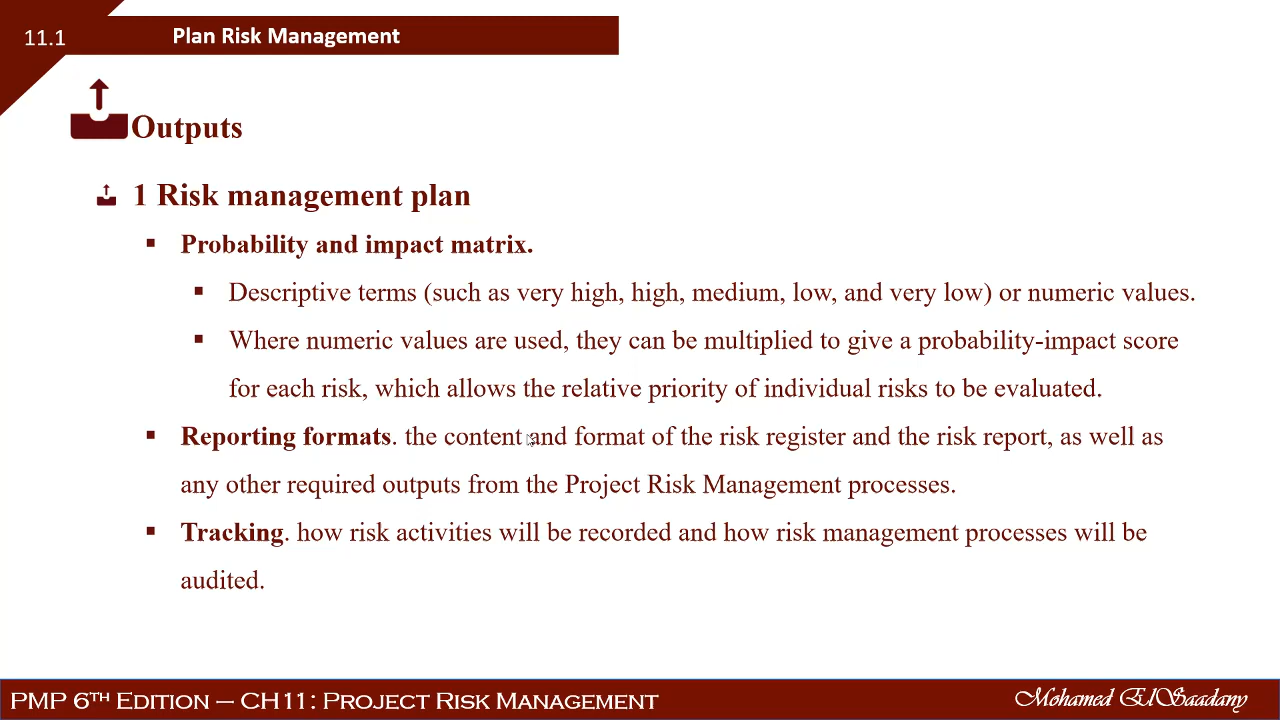 11.1
Plan Risk Management
Outputs
1 Risk management plan
▪ Probability and impact matrix.
▪ Descriptive terms (such as very high, high, medium, low, and very low) or numeric values.
▪ Where numeric values are used, they can be multiplied to give a probability-impact score
for each risk, which allows the relative priority of individual risks to be evaluated.
▪ Reporting formats. the content and format of the risk register and the risk report, as well as
any other required outputs from the Project Risk Management processes.
▪ Tracking. how risk activities will be recorded and how risk management processes will be
audited.
PMP 6TH Edition – CH11: Project Risk Management
Mohamed ElSaadany